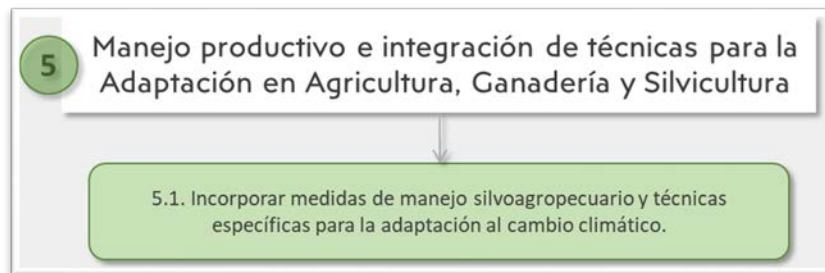 5
Manejo productivo e integración de técnicas para la
Adaptación en Agricultura, Ganadería y Silvicultura
5.1. Incorporar medidas de manejo silvoagropecuario y técnicas
específicas para la adaptación al cambio climático.